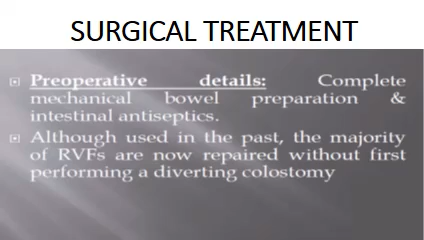 SURGICAL TREATMENT
Preoperative details: Complete
mechanical bowel preparation &
intestinal antiseptics.
Although used in the past, the majority
of RVFs are now repaired without first
performing a diverting colostomy